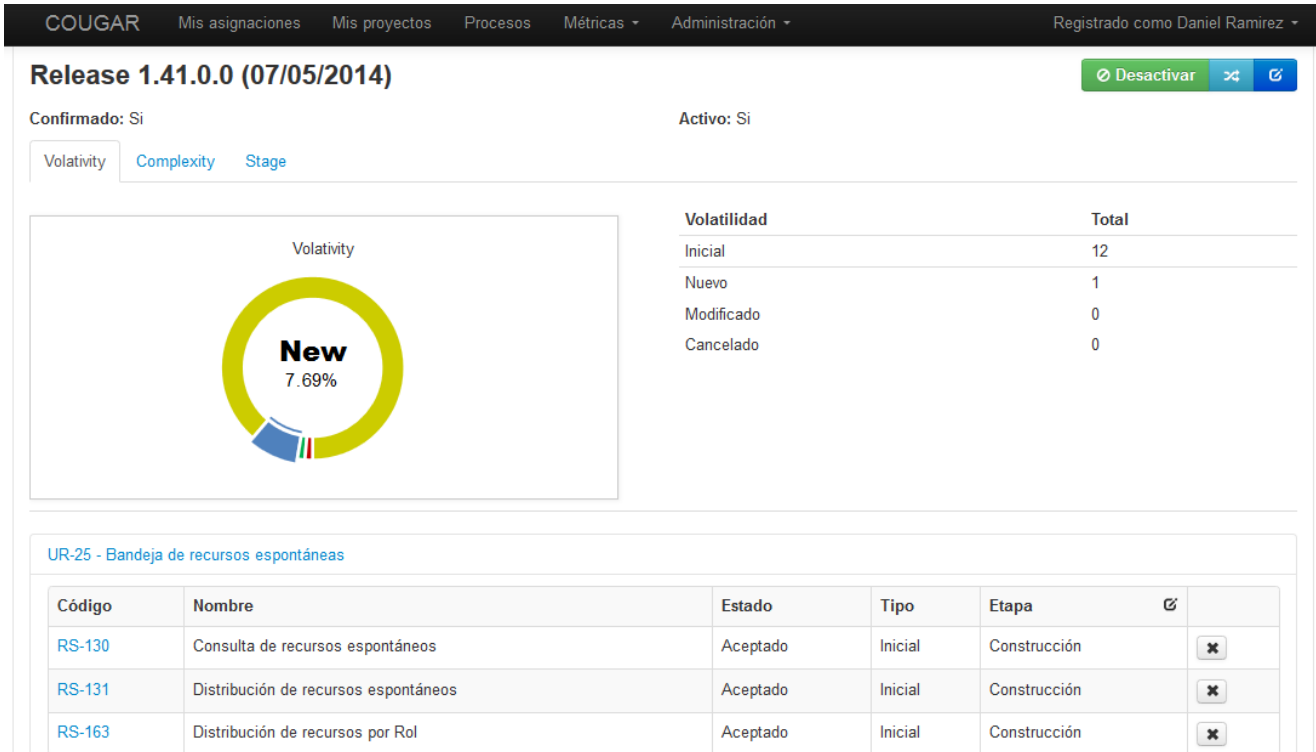 COUGAR Mis asignaciones Mis proyectos Procesos Métricas Administración Registrado como Daniel Ramirez
Release 1.41.0.0 (07/05/2014) Desactivar
Confirmado: Si Activo: Si
Volativity Complexity Stage
Volativity
New
7.69%
Volatilidad Total
Inicial 12
Nuevo 1
Modificado 0
Cancelado 0
UR-25 - Bandeja de recursos espontáneas
Código Nombre Estado Tipo Etapa
RS-130 Consulta de recursos espontáneos Aceptado Inicial Construcción
RS-131 Distribución de recursos espontáneos Aceptado Inicial Construcción
RS-163 Distribución de recursos por Rol Aceptado Inicial Construcción